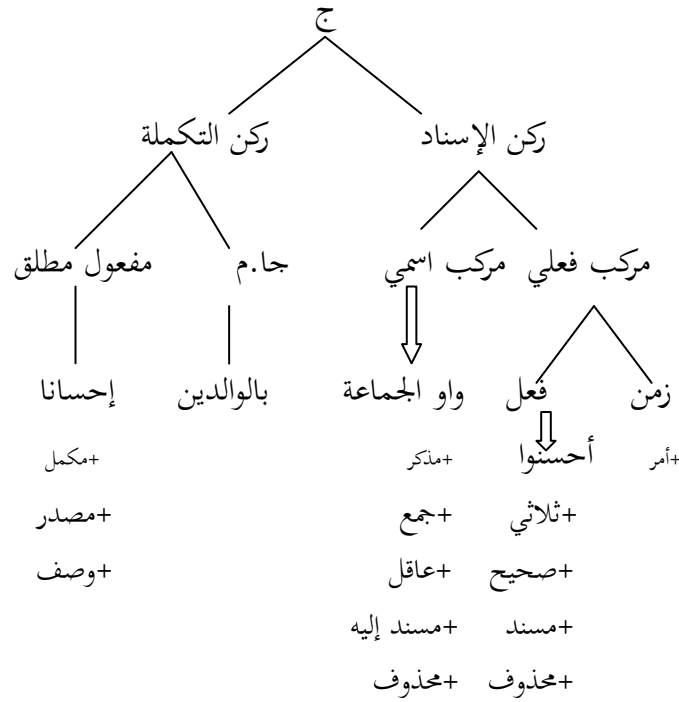 ج
ركن الإسناد ركن التكملة
مركب فعلي مركب اسمي جا.م مفعول مطلق
زمن فعل واو الجماعة بالوالدين إحسانا
+أمر أحسنوا +مذكر +مكمل
+ثلاثي +جمع +مصدر
+صحيح +عاقل +وصف
+مسند +مسند إليه
+محذوف +محذوف